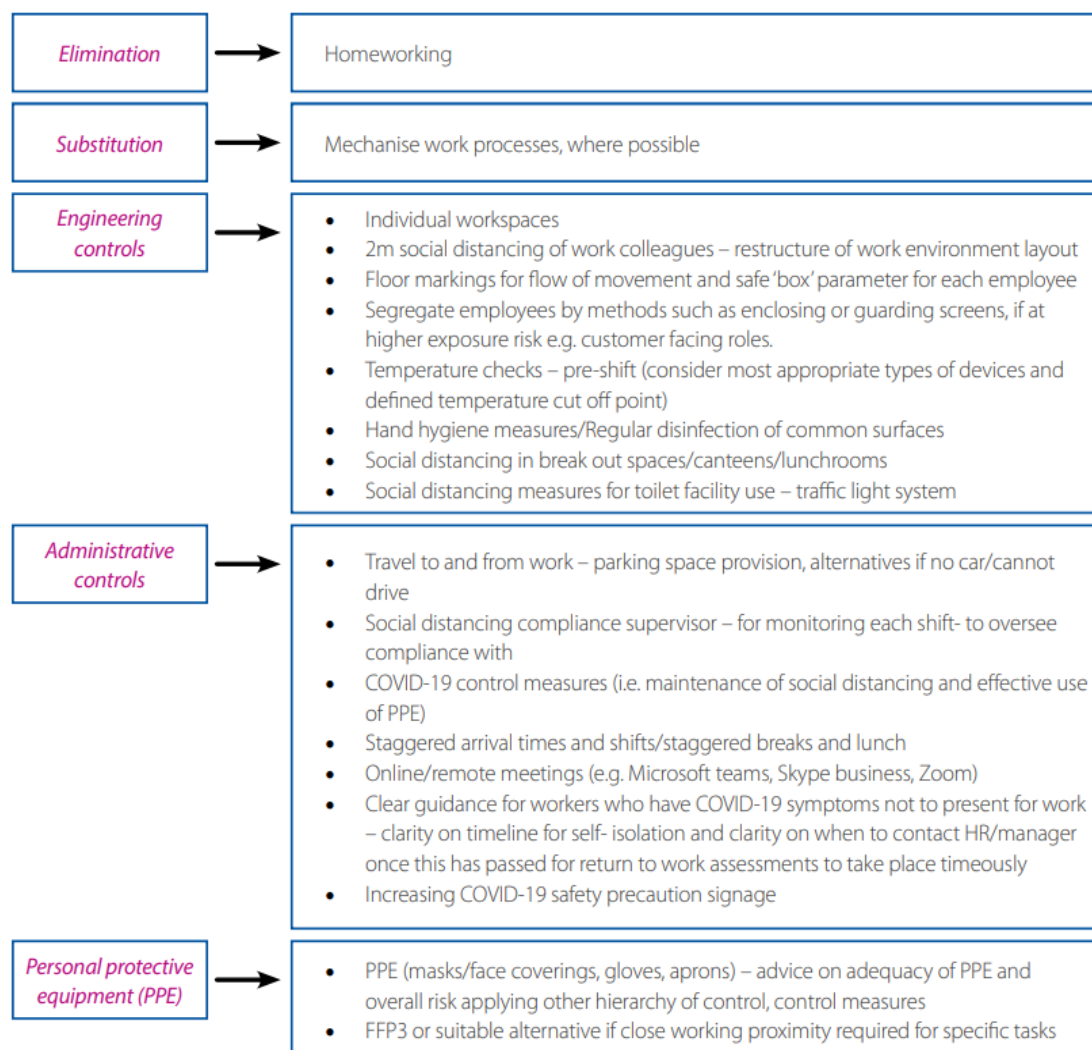 Elimination
Homeworking
Substitution
Mechanise work processes, where possible
Engineering
controls
• Individual workspaces
• 2m social distancing of work colleagues – restructure of work environment layout
• Floor markings for flow of movement and safe ‘box’ parameter for each employee
• Segregate employees by methods such as enclosing or guarding screens, if at
higher exposure risk e.g. customer facing roles.
• Temperature checks – pre-shift (consider most appropriate types of devices and
defined temperature cut off point)
• Hand hygiene measures/Regular disinfection of common surfaces
• Social distancing in break out spaces/canteens/lunchrooms
• Social distancing measures for toilet facility use – traffic light system
Administrative
controls
• Travel to and from work – parking space provision, alternatives if no car/cannot
drive
• Social distancing compliance supervisor – for monitoring each shift- to oversee
compliance with
• COVID-19 control measures (i.e. maintenance of social distancing and effective use
of PPE)
• Staggered arrival times and shifts/staggered breaks and lunch
• Online/remote meetings (e.g. Microsoft teams, Skype business, Zoom)
• Clear guidance for workers who have COVID-19 symptoms not to present for work
– clarity on timeline for self- isolation and clarity on when to contact HR/manager
once this has passed for return to work assessments to take place timeously
• Increasing COVID-19 safety precaution signage
Personal protective
equipment (PPE)
• PPE (masks/face coverings, gloves, aprons) – advice on adequacy of PPE and
overall risk applying other hierarchy of control, control measures
• FFP3 or suitable alternative if close working proximity required for specific tasks